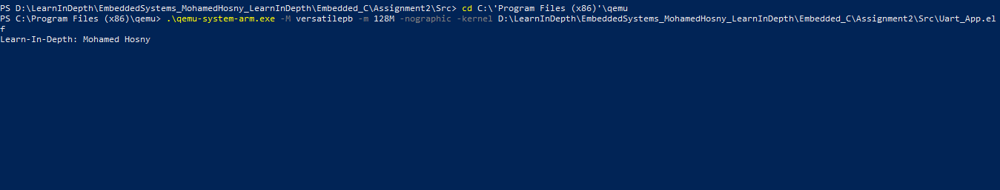 PS D:\LearnInDepth\EmbeddedSystems_MohamedHosny_LearnInDepth\Embedded_C\Assignment2\Src> cd C:\'Program Files (x86)'\qemu
PS C:\Program Files (x86)\qemu> .\qemu-system-arm.exe -M versatilepb -m 128M -nographic -kernel D:\LearnInDepth\EmbeddedSystems_MohamedHosny_LearnInDepth\Embedded_C\Assignment2\Src\Uart_App.el
f
Learn-In-Depth: Mohamed Hosny